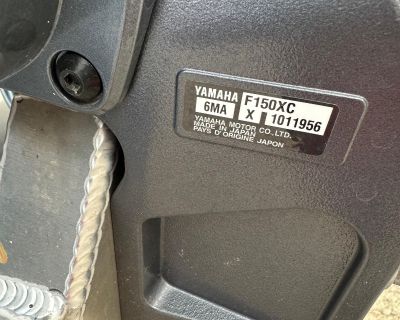 YAMAHA F150XC
6MA X 1011956
YAMAHA MOTOR CO.,LTD.
MADE IN JAPAN
PAYS D'ORIGINE JAPON